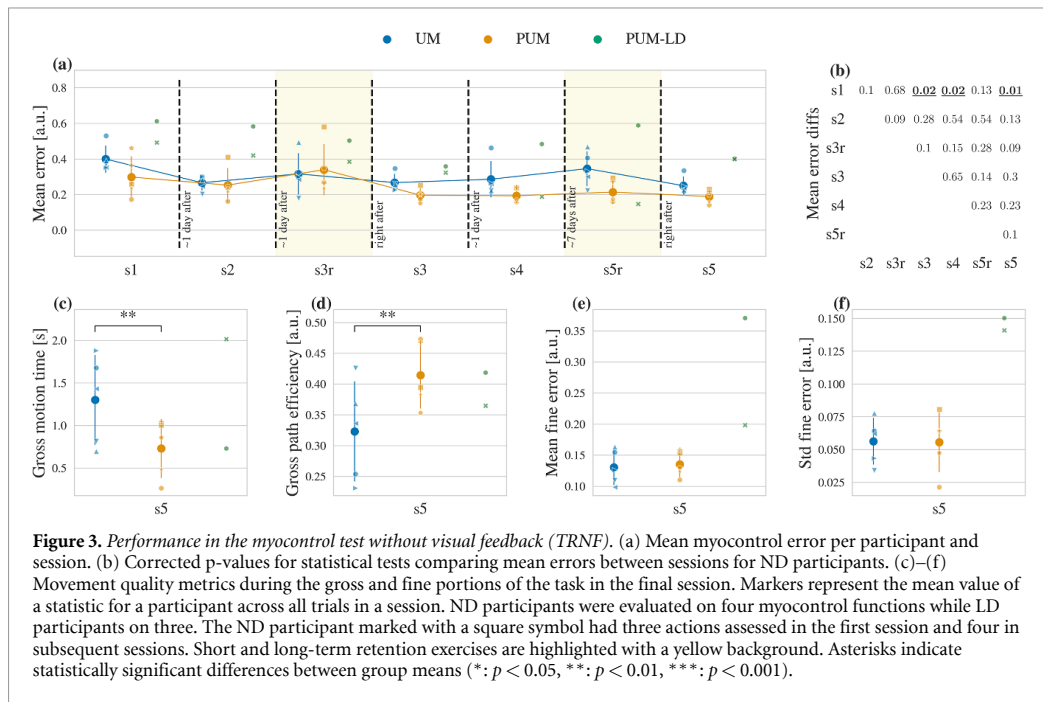 UM PUM PUM-LD
(a)
Mean error [a.u.]
0.8
0.6
0.4
0.2
0.0
~1 day after
~1 day after
right after
~1 day after
~7 days after
right after
s1 s2 s3r s3 s4 s5r s5
(b)
Mean error diffs
s1 0.1 0.68 0.02 0.02 0.13 0.01
s2 0.09 0.28 0.54 0.54 0.13
s3r 0.1 0.15 0.28 0.09
s3 0.65 0.14 0.3
s4 0.23 0.23
s5r 0.1
s2 s3r s3 s4 s5r s5
(c)
Gross motion time [s]
**
2.0
1.5
1.0
0.5
s5
(d)
Gross path efficiency [a.u.]
**
0.50
0.45
0.40
0.35
0.30
0.25
s5
(e)
Mean fine error [a.u.]
0.35
0.30
0.25
0.20
0.15
0.10
s5
(f)
Std fine error [a.u.]
0.150
0.125
0.100
0.075
0.050
0.025
s5
Figure 3. Performance in the myocontrol test without visual feedback (TRNF). (a) Mean myocontrol error per participant and
session. (b) Corrected p-values for statistical tests comparing mean errors between sessions for ND participants. (c)–(f)
Movement quality metrics during the gross and fine portions of the task in the final session. Markers represent the mean value of
a statistic for a participant across all trials in a session. ND participants were evaluated on four myocontrol functions while LD
participants on three. The ND participant marked with a square symbol had three actions assessed in the first session and four in
subsequent sessions. Short and long-term retention exercises are highlighted with a yellow background. Asterisks indicate
statistically significant differences between group means (*: p < 0.05, **: p < 0.01, ***: p < 0.001).